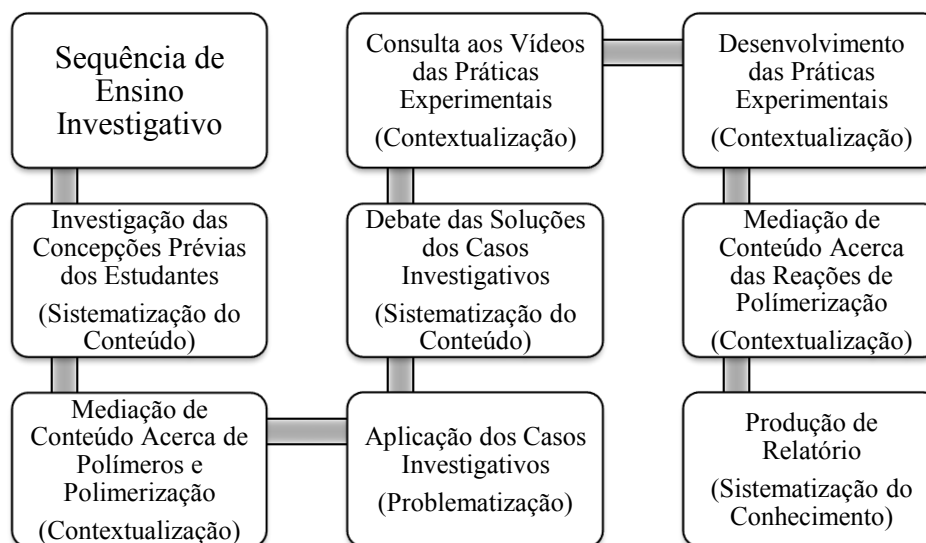 Sequência de
Ensino
Investigativo
Investigação das
Concepções Prévias
dos Estudantes
(Sistematização do
Conteúdo)
Mediação de
Conteúdo Acerca de
Polímeros e
Polimerização
(Contextualização)
Aplicação dos Casos
Investigativos
(Problematização)
Debate das Soluções
dos Casos
Investigativos
(Sistematização do
Conteúdo)
Consulta aos Vídeos
das Práticas
Experimentais
(Contextualização)
Desenvolvimento
das Práticas
Experimentais
(Contextualização)
Mediação de
Conteúdo Acerca
das Reações de
Polímerização
(Contextualização)
Produção de
Relatório
(Sistematização do
Conhecimento)